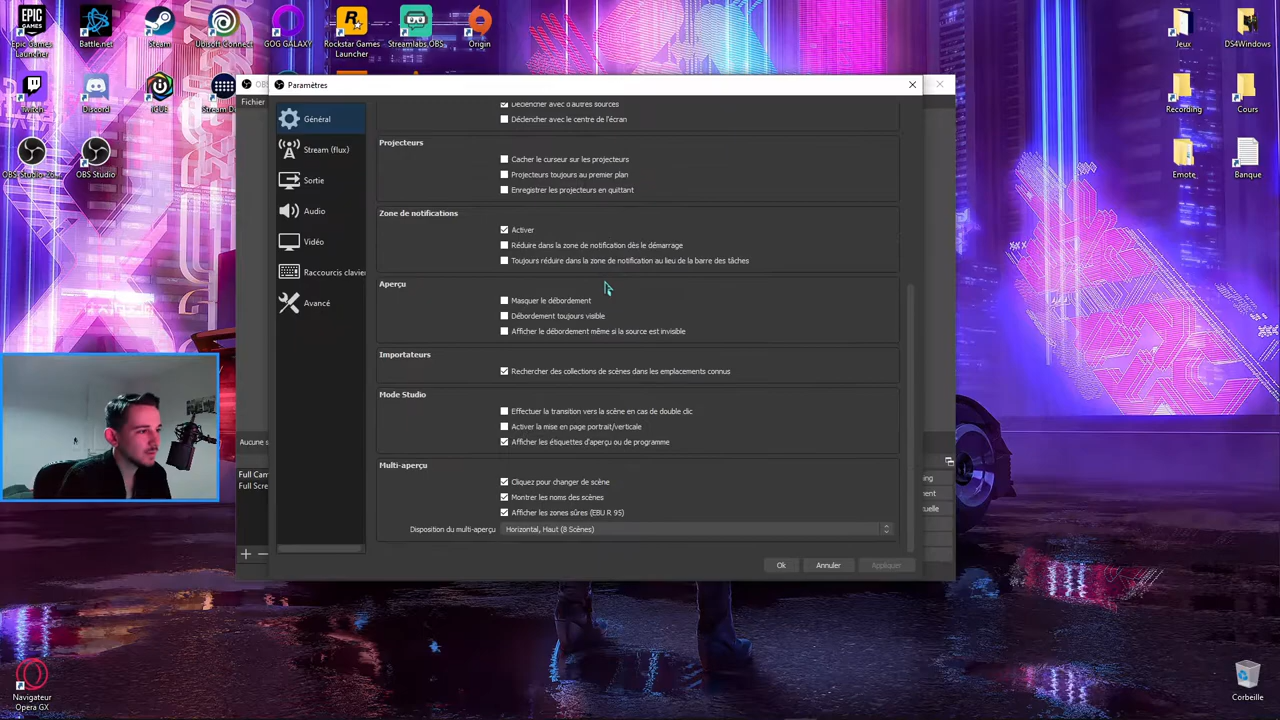 Epic Games
Launcher
Battle.net
Steam
Ubisoft Connect
GOG GALAXY
Rockstar Games
Launcher
Streamlabs OBS
Origin
Jeux
DS4Windows
Twitch
Discord
iCUE
Recording
Cours
OBS Studio
Emote_
Banque
Paramètres
Fichier
Général
Stream (flux)
Sortie
Audio
Vidéo
Raccourcis clavier
Avancé
Déclencher avec d'autres sources
Déclencher avec le centre de l'écran
Projecteurs
Cacher le curseur sur les projecteurs
Projecteurs toujours au premier plan
Enregistrer les projecteurs en quittant
Zone de notifications
Activer
Réduire dans la zone de notification dès le démarrage
Toujours réduire dans la zone de notification au lieu de la barre des tâches
Aperçu
Masquer le débordement
Débordement toujours visible
Afficher le débordement même si la source est invisible
Importateurs
Rechercher des collections de scènes dans les emplacements connus
Mode Studio
Effectuer la transition vers la scène en cas de double clic
Activer la mise en page portrait/verticale
Afficher les étiquettes d'aperçu ou de programme
Multi-aperçu
Cliquez pour changer de scène
Montrer les noms des scènes
Afficher les zones sûres (EBU R 95)
Disposition du multi-aperçu
Horizontal, Haut (8 Scènes)
Ok
Annuler
Appliquer
Aucune s
Full Cam
Full Scre
Navigateur
Opera GX
Corbeille